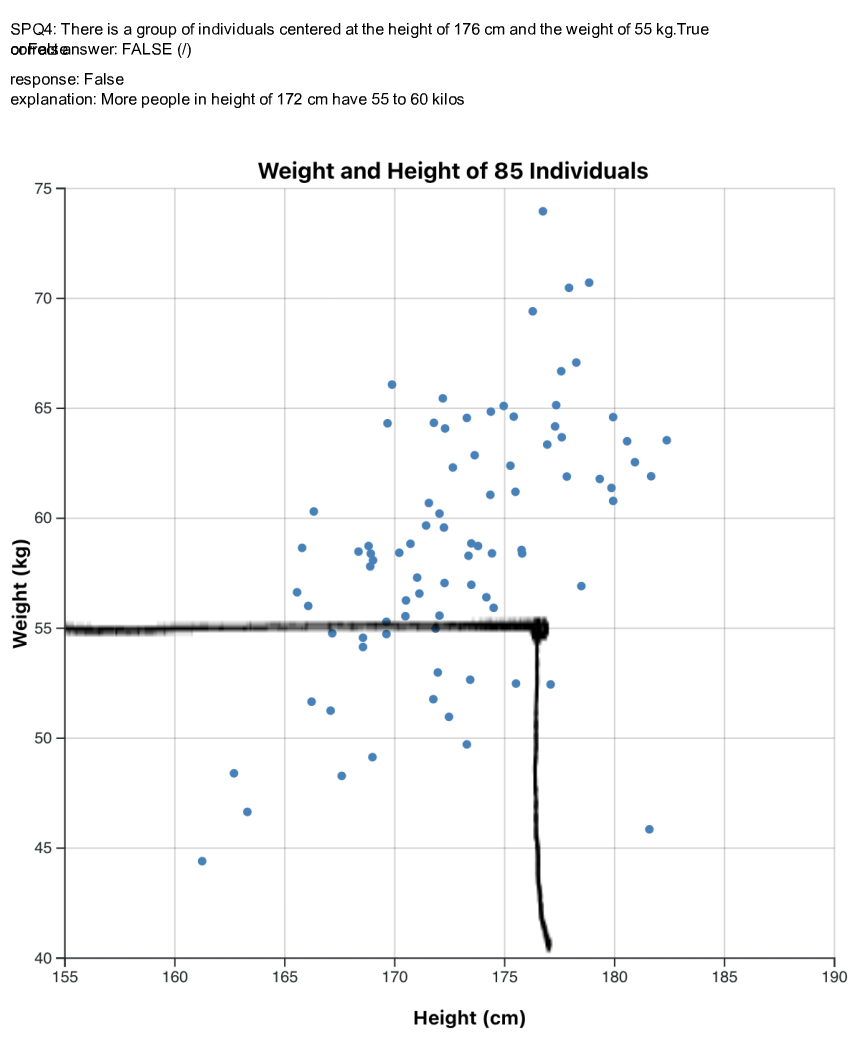 SPQ4: There is a group of individuals centered at the height of 176 cm and the weight of 55 kg.True
answer: FALSE (/)
response: False
explanation: More people in height of 172 cm have 55 to 60 kilos
Weight and Height of 85 Individuals
75
70
65
60
55
50
45
40
Weight (kg)
155 160 165 170 175 180 185 190
Height (cm)